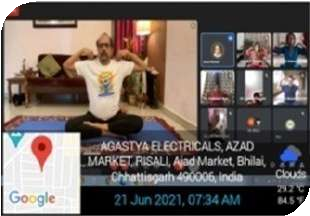 AGASTYA ELECTRICALS, AZAD
MARKET, RISALI, Ajad Market, Bhilai,
Chhattisgarh 490006, India
Clouds
29.2 °C
84.5 °F
Google
21 Jun 2021, 07:34 AM